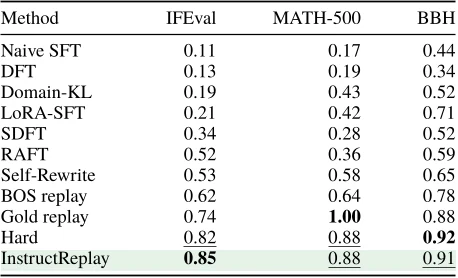 Method IFEval MATH-500 BBH
Naive SFT 0.11 0.17 0.44
DFT 0.13 0.19 0.34
Domain-KL 0.19 0.43 0.52
LoRA-SFT 0.21 0.42 0.71
SDFT 0.34 0.28 0.52
RAFT 0.52 0.36 0.59
Self-Rewrite 0.53 0.58 0.65
BOS replay 0.62 0.64 0.78
Gold replay 0.74 1.00 0.88
Hard 0.82 0.88 0.92
InstructReplay 0.85 0.88 0.91